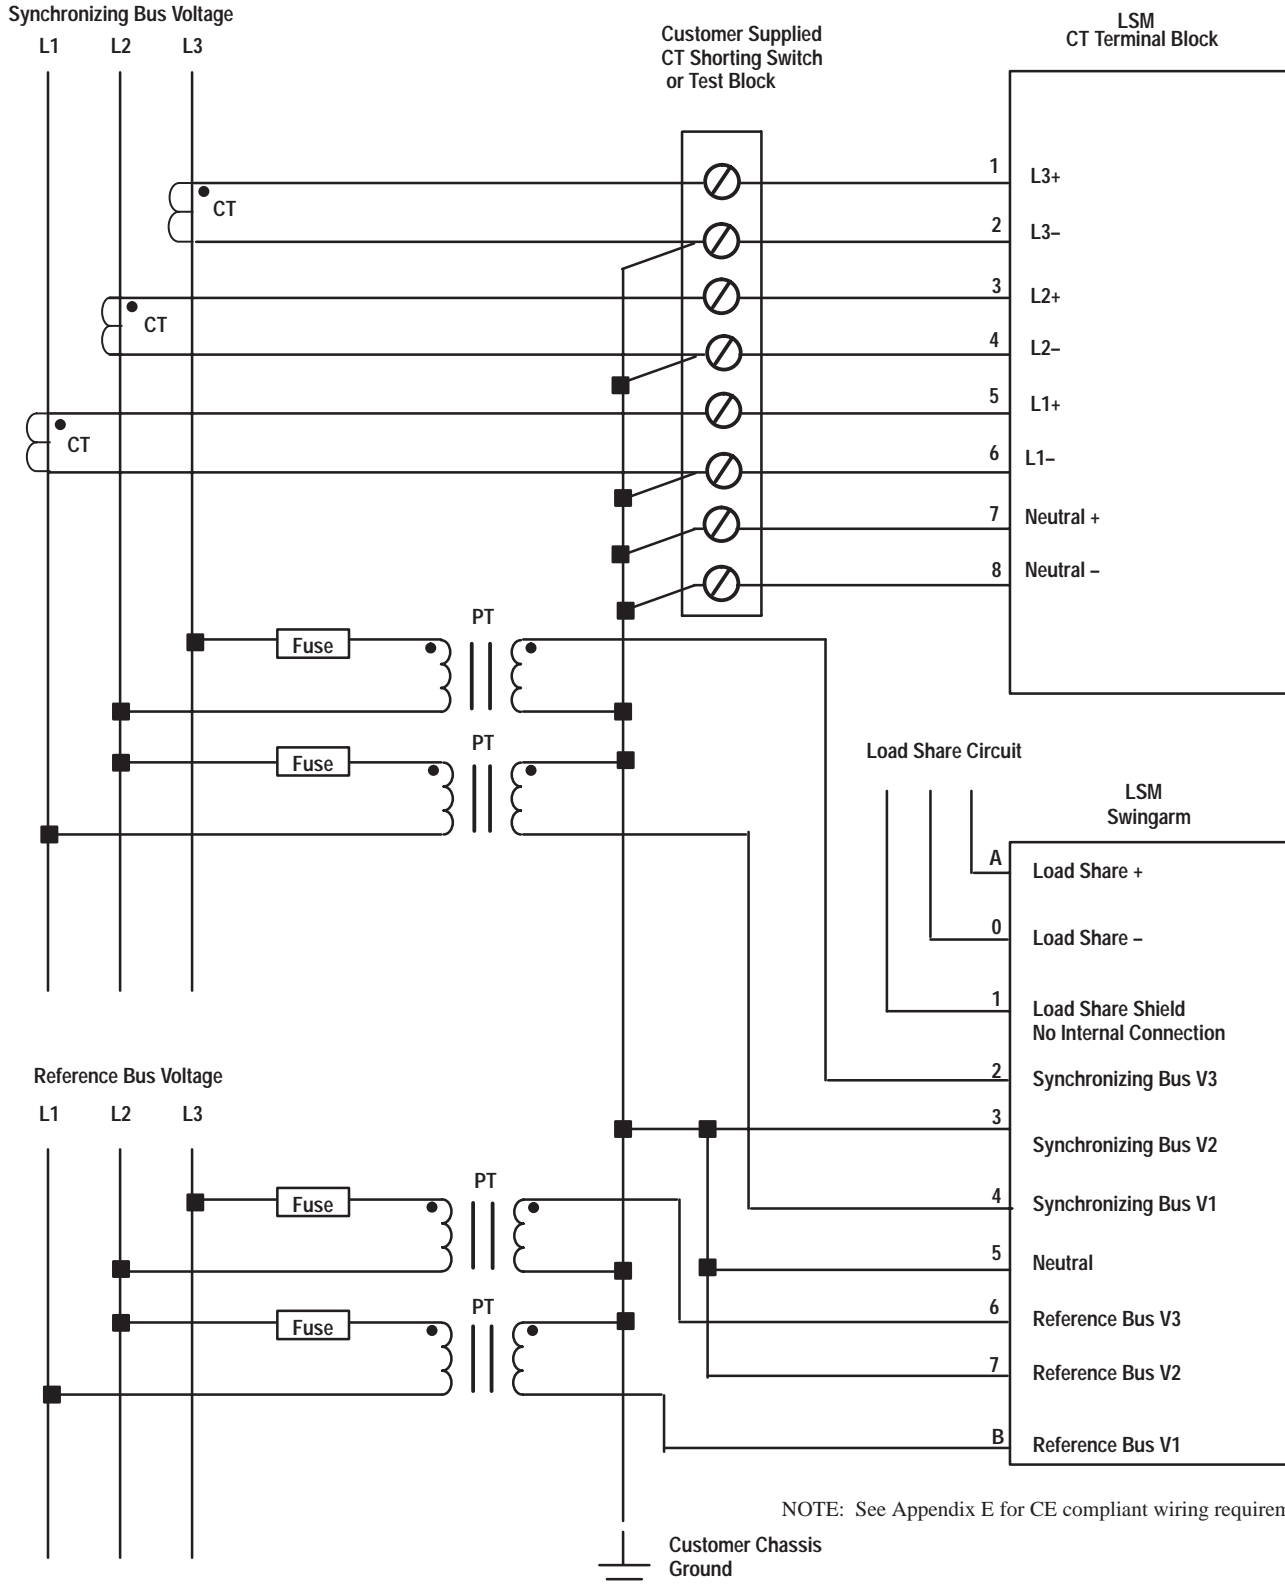 Synchronizing Bus Voltage
L1 L2 L3
Customer Supplied
CT Shorting Switch
or Test Block
LSM
CT Terminal Block
1 L3+
CT
2 L3–
3 L2+
CT
4 L2–
5 L1+
CT
6 L1–
7 Neutral +
8 Neutral –
PT
Fuse
PT
Fuse
Load Share Circuit
LSM
Swingarm
A Load Share +
0 Load Share –
1 Load Share Shield
No Internal Connection
2 Synchronizing Bus V3
3
Synchronizing Bus V2
4 Synchronizing Bus V1
5 Neutral
6 Reference Bus V3
7 Reference Bus V2
B Reference Bus V1
Reference Bus Voltage
L1 L2 L3
PT
Fuse
PT
Fuse
NOTE: See Appendix E for CE compliant wiring requirem
Customer Chassis
Ground